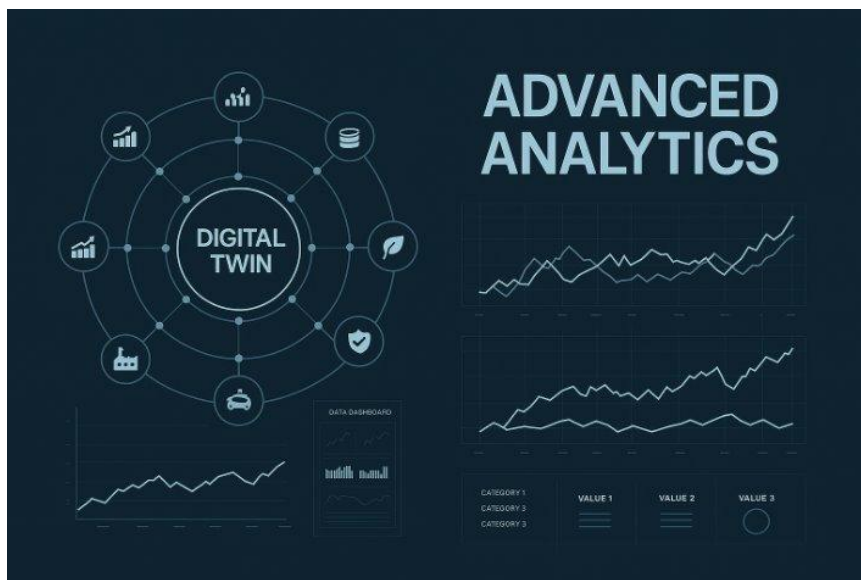 ADVANCED
ANALYTICS
DIGITAL
TWIN
DATA DASHBOARD
CATEGORY 1
CATEGORY 3
CATEGORY 3
VALUE 1
VALUE 2
VALUE 3